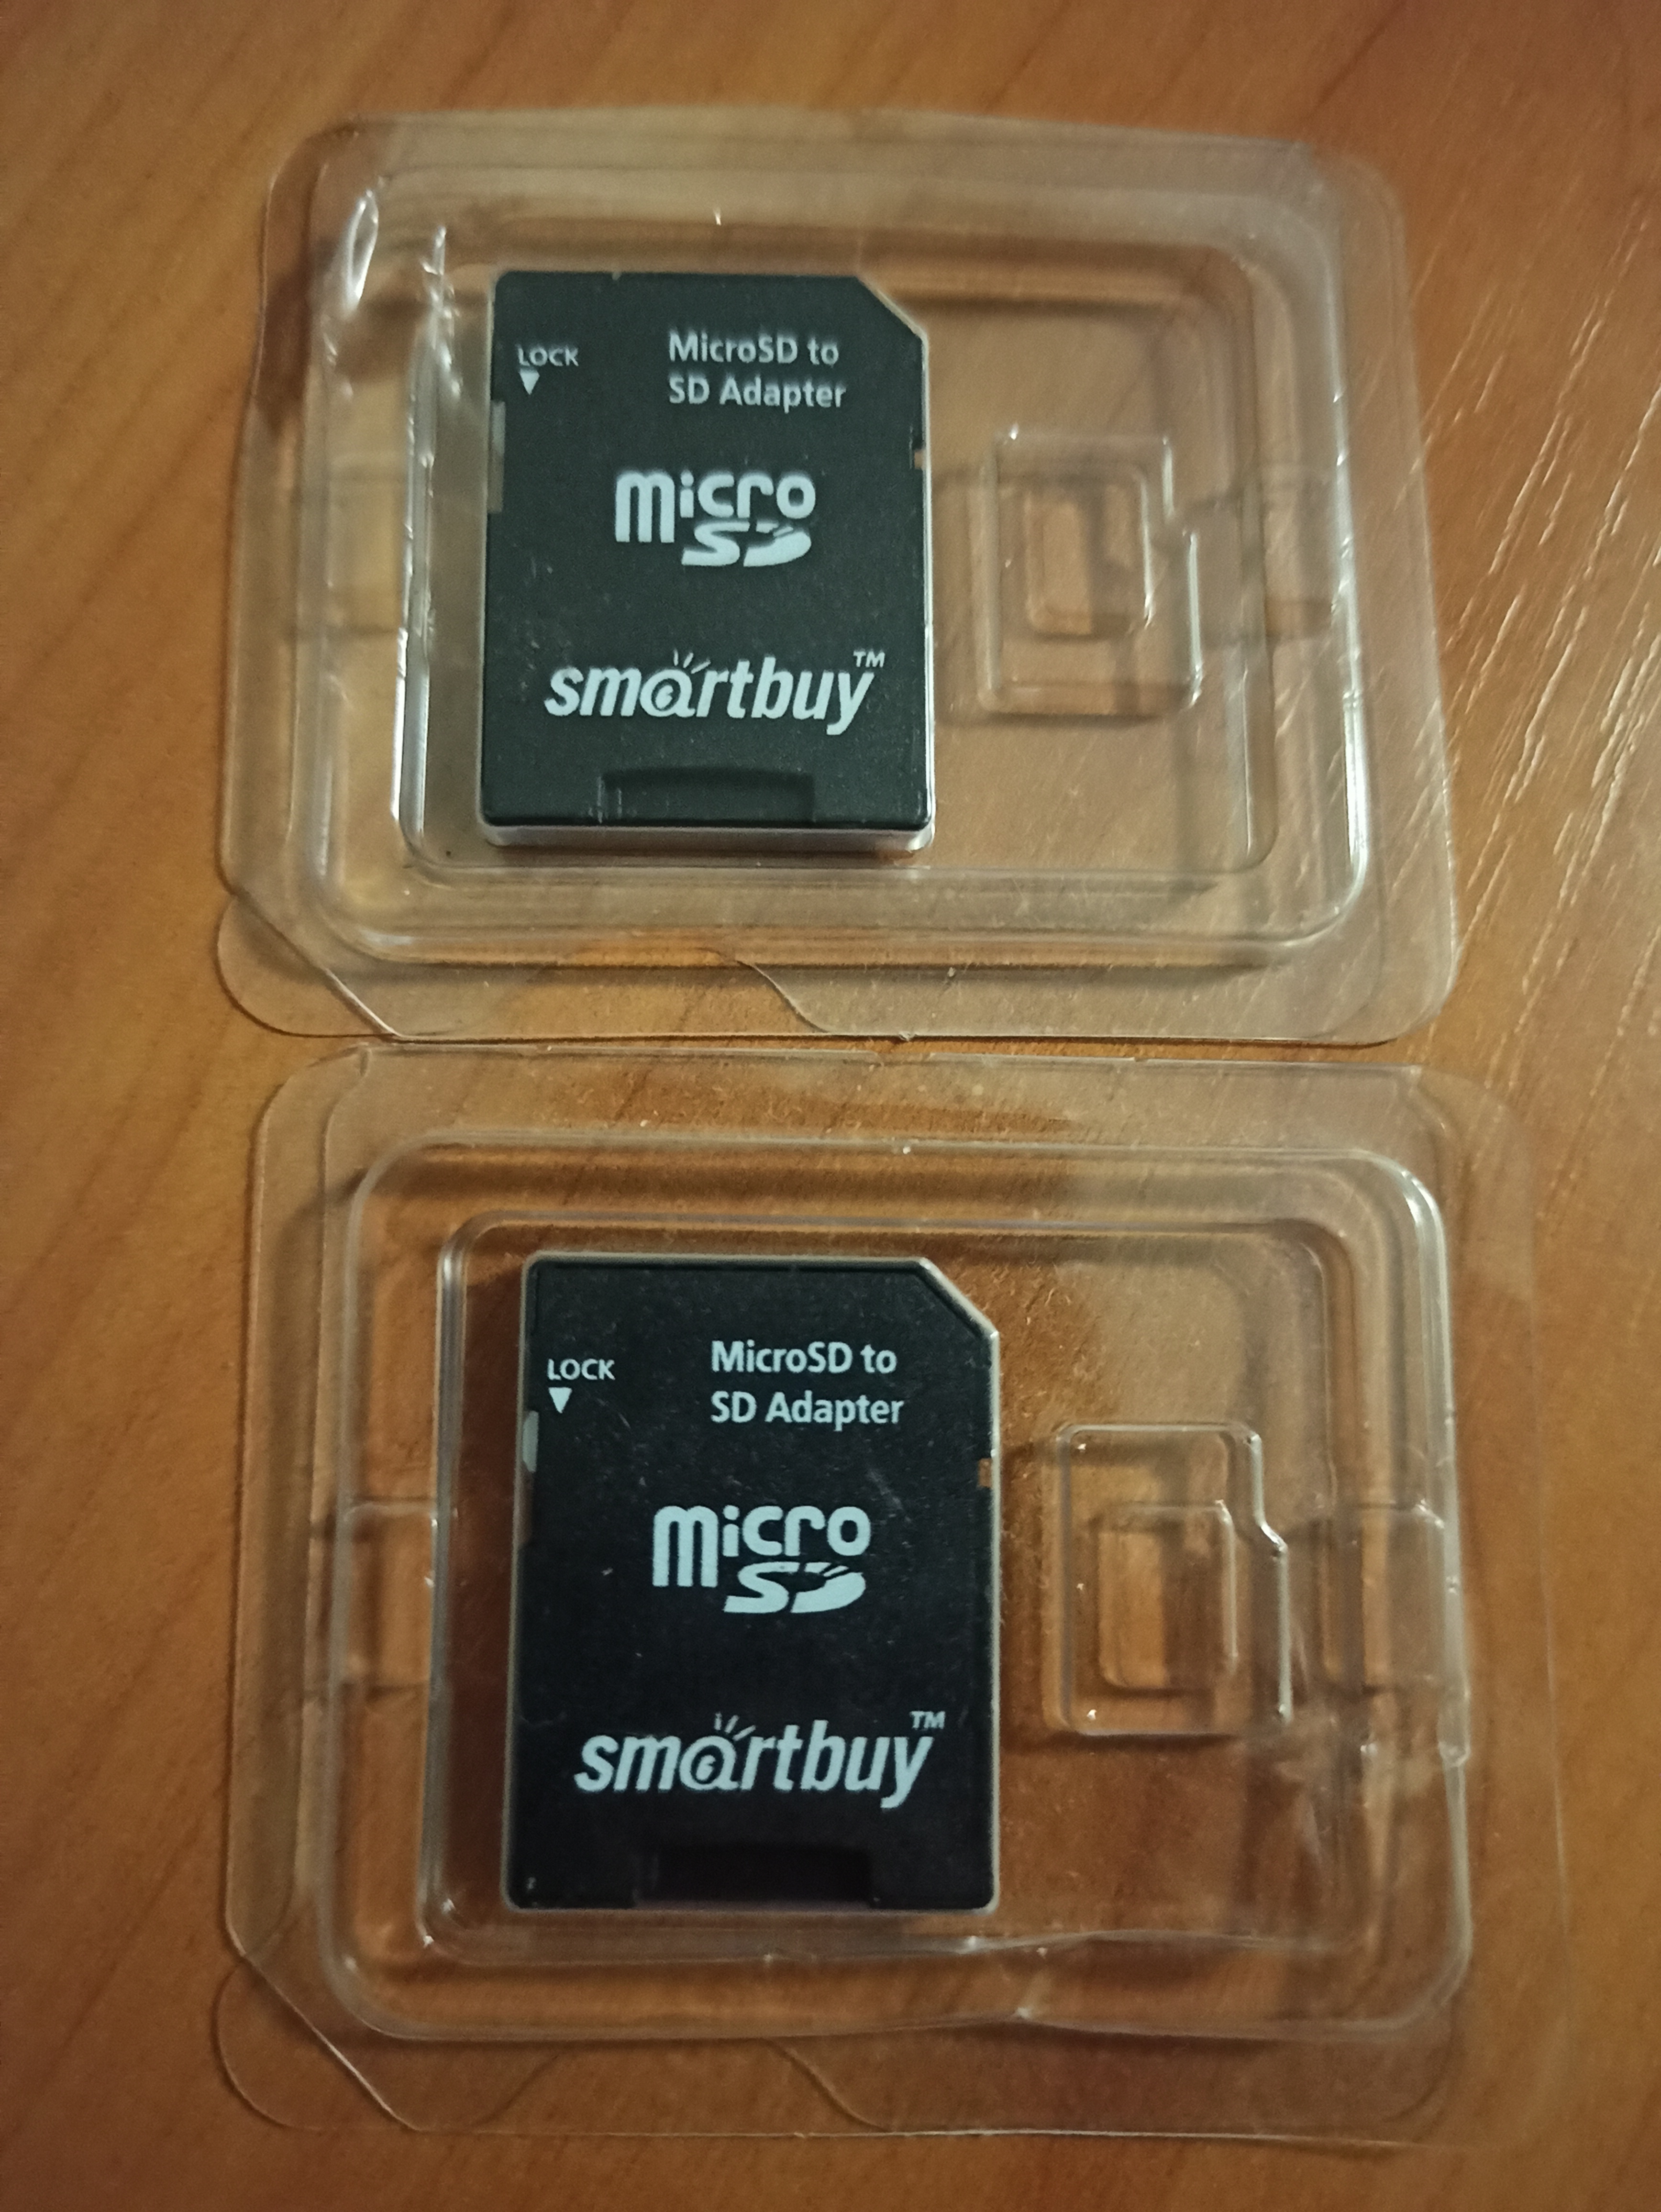 LOCK
MicroSD to
SD Adapter
micro
SD
smartbuy™
LOCK
MicroSD to
SD Adapter
micro
SD
smartbuy™